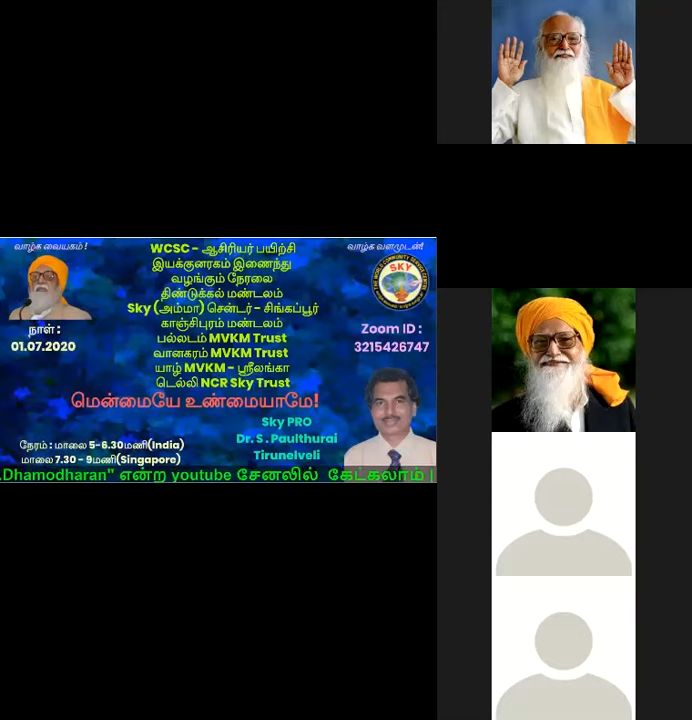 வாழ்க வையகம் !
வாழ்க வளமுடன்!
WCSC - ஆசிரியர் பயிற்சி
இயக்குனரகம் இணைந்து
வழங்கும் நேரலை
திண்டுக்கல் மண்டலம்
Sky (அம்மா) சென்டர் - சிங்கப்பூர்
காஞ்சிபுரம் மண்டலம்
பல்லடம் MVKM Trust
வானகரம் MVKM Trust
யாழ் MVKM - ஸ்ரீலங்கா
டெல்லி NCR Sky Trust
நாள் :
01.07.2020
SKY
Zoom ID :
3215426747
மென்மையே உண்மையாமே!
Sky PRO
Dr. S . Paulthurai
Tirunelveli
நேரம் : மாலை 5-6.30மணி(India)
மாலை 7.30 - 9மணி(Singapore)
.Dhamodharan" என்ற youtube சேனலில் கேட்கலாம் |